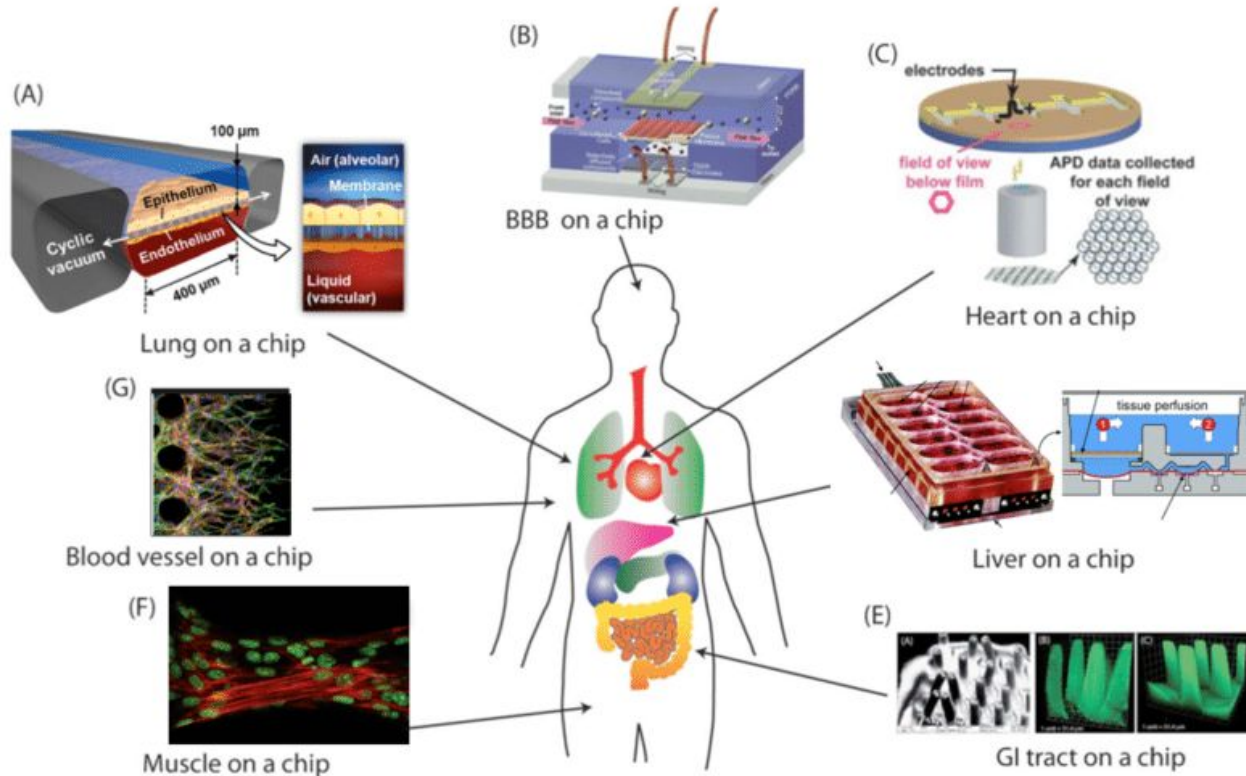 (A)
100 μm
Epithelium
Endothelium
Cyclic
vacuum
400 μm
Air (alveolar)
Membrane
Liquid
(vascular)
Lung on a chip
(B)
BBB on a chip
(C)
electrodes
field of view
below film
APD data collected
for each field
of view
Heart on a chip
(G)
Blood vessel on a chip
tissue perfusion
1
2
Liver on a chip
(F)
Muscle on a chip
(E)
(A)
(B)
(C)
GI tract on a chip